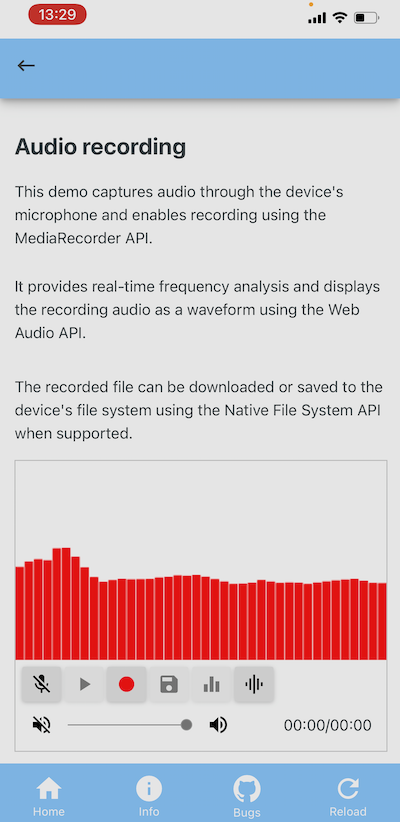 13:29
Audio recording
This demo captures audio through the device's
microphone and enables recording using the
MediaRecorder API.
It provides real-time frequency analysis and displays
the recording audio as a waveform using the Web
Audio API.
The recorded file can be downloaded or saved to the
device's file system using the Native File System API
when supported.
00:00/00:00
Home
Info
Bugs
Reload